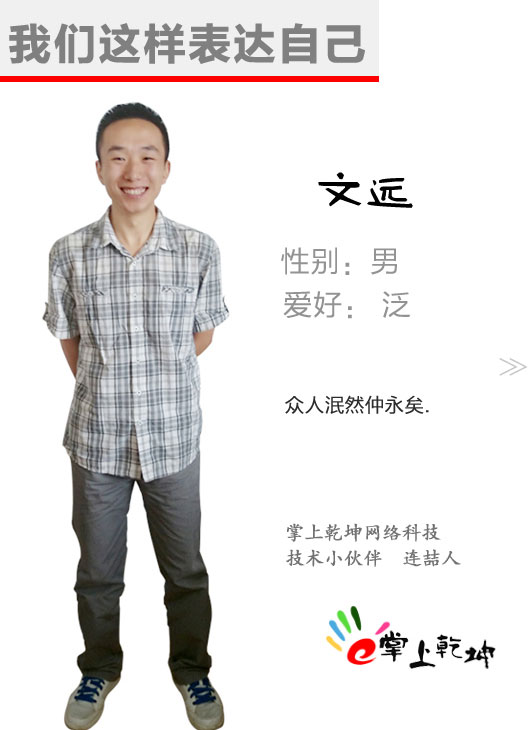 我们这样表达自己
文远
性别：男
爱好： 泛
众人泯然仲永矣.
掌上乾坤网络科技
技术小伙伴 连喆人
e掌上乾坤